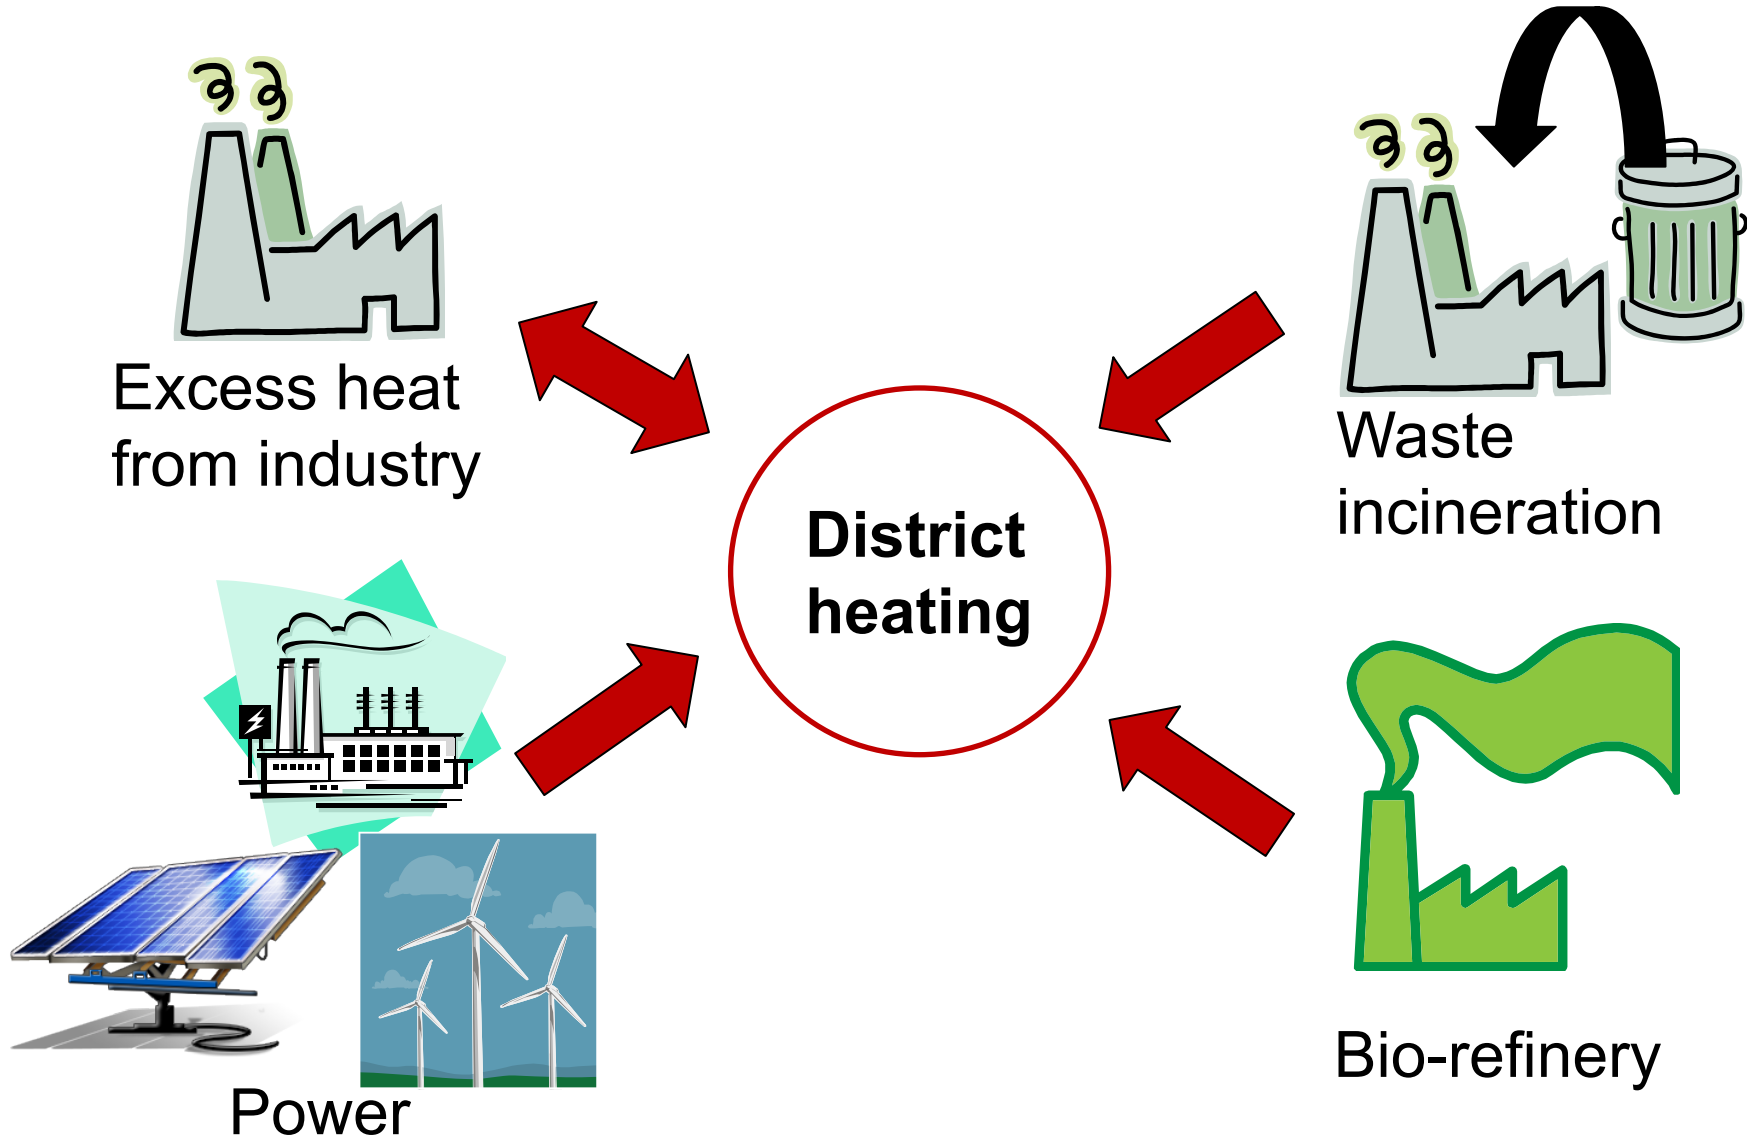 Excess heat
from industry
Waste
incineration
District
heating
Power
Bio-refinery